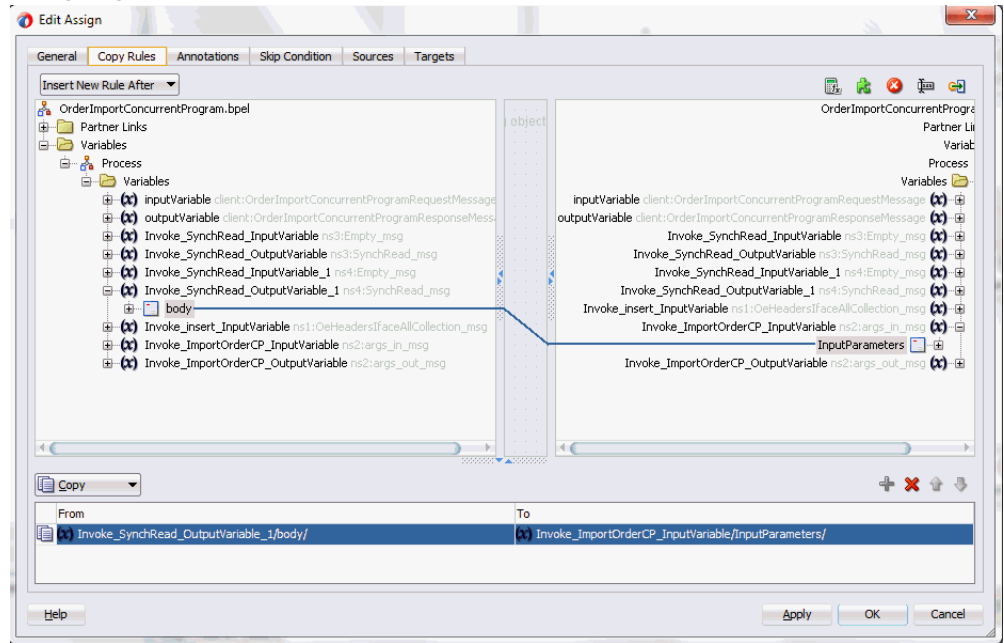 Edit Assign
General Copy Rules Annotations Skip Condition Sources Targets
Insert New Rule After
OrderImportConcurrentProgram.bpel
Partner Links
Variables
Process
Variables
inputVariable client:OrderImportConcurrentProgramRequestMessage
outputVariable client:OrderImportConcurrentProgramResponseMess
Invoke_SynchRead_InputVariable ns3:Empty_msg
Invoke_SynchRead_OutputVariable ns3:SynchRead_msg
Invoke_SynchRead_InputVariable_1 ns4:Empty_msg
Invoke_SynchRead_OutputVariable_1 ns4:SynchRead_msg
body
Invoke_insert_InputVariable ns1:OeHeadersIfaceAllCollection_msg
Invoke_ImportOrderCP_InputVariable ns2:args_in_msg
Invoke_ImportOrderCP_OutputVariable ns2:args_out_msg
object
OrderImportConcurrentProgra
Partner Li
Variab
Process
Variables
inputVariable client:OrderImportConcurrentProgramRequestMessage
outputVariable client:OrderImportConcurrentProgramResponseMessage
Invoke_SynchRead_InputVariable ns3:Empty_msg
Invoke_SynchRead_OutputVariable ns3:SynchRead_msg
Invoke_SynchRead_InputVariable_1 ns4:Empty_msg
Invoke_SynchRead_OutputVariable_1 ns4:SynchRead_msg
Invoke_insert_InputVariable ns1:OeHeadersIfaceAllCollection_msg
Invoke_ImportOrderCP_InputVariable ns2:args_in_msg
InputParameters
Invoke_ImportOrderCP_OutputVariable ns2:args_out_msg
Copy
From To
Invoke_SynchRead_OutputVariable_1/body/ Invoke_ImportOrderCP_InputVariable/InputParameters/
Help Apply OK Cancel